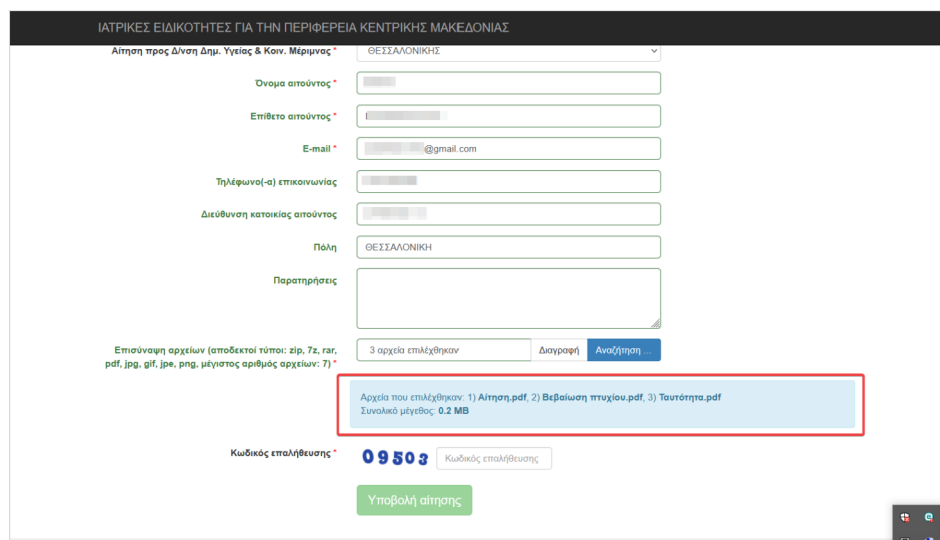 ΙΑΤΡΙΚΕΣ ΕΙΔΙΚΟΤΗΤΕΣ ΓΙΑ ΤΗΝ ΠΕΡΙΦΕΡΕΙΑ ΚΕΝΤΡΙΚΗΣ ΜΑΚΕΔΟΝΙΑΣ
Αίτηση προς Δ/νση Δημ. Υγείας & Κοιν. Μέριμνας * ΘΕΣΣΑΛΟΝΙΚΗΣ
Όνομα αιτούντος *
Επίθετο αιτούντος *
E-mail * @gmail.com
Τηλέφωνο(-α) επικοινωνίας
Διεύθυνση κατοικίας αιτούντος
Πόλη ΘΕΣΣΑΛΟΝΙΚΗ
Παρατηρήσεις
Επισύναψη αρχείων (αποδεκτοί τύποι: zip, 7z, rar, 3 αρχεία επιλέχθηκαν Διαγραφή Αναζήτηση ...
pdf, jpg, gif, jpe, png, μέγιστος αριθμός αρχείων: 7) *
Αρχεία που επιλέχθηκαν: 1) Αίτηση.pdf, 2) Βεβαίωση πτυχίου.pdf, 3) Ταυτότητα.pdf
Συνολικό μέγεθος: 0.2 MB
Κωδικός επαλήθευσης * 09503 Κωδικός επαλήθευσης
Υποβολή αίτησης